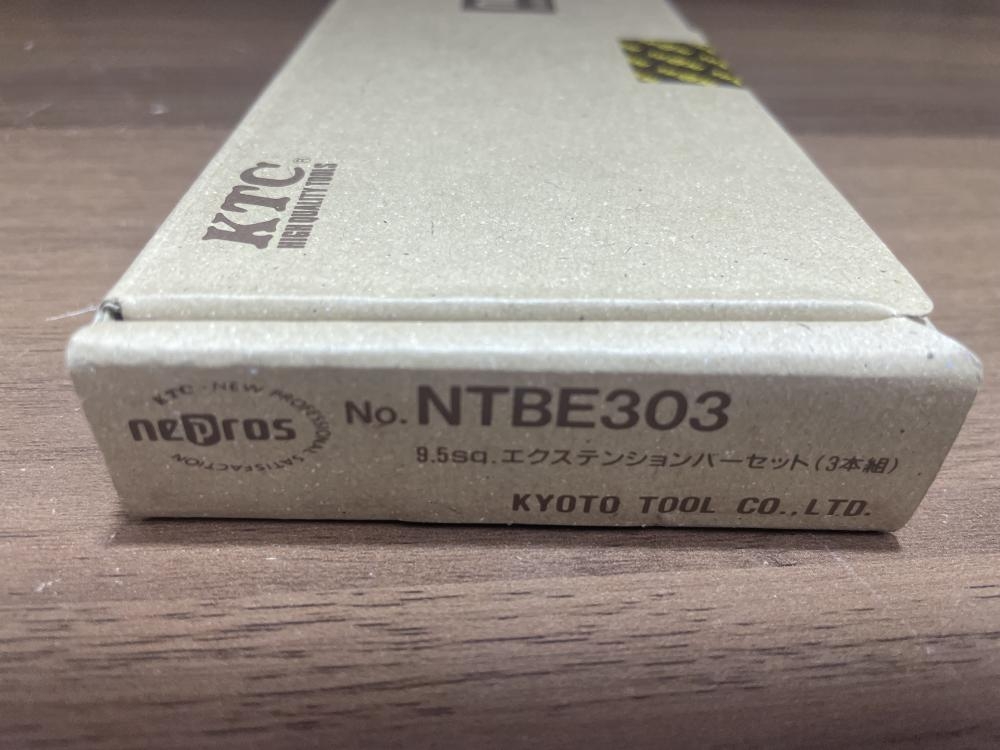 KTC®
HIGH QUALITY TOOLS
KTC · NEW PROFESSIONAL SATISFACTION
nepros
No. NTBE303
9.5sq.エクステンションバーセット(3本組)
KYOTO TOOL CO.,LTD.